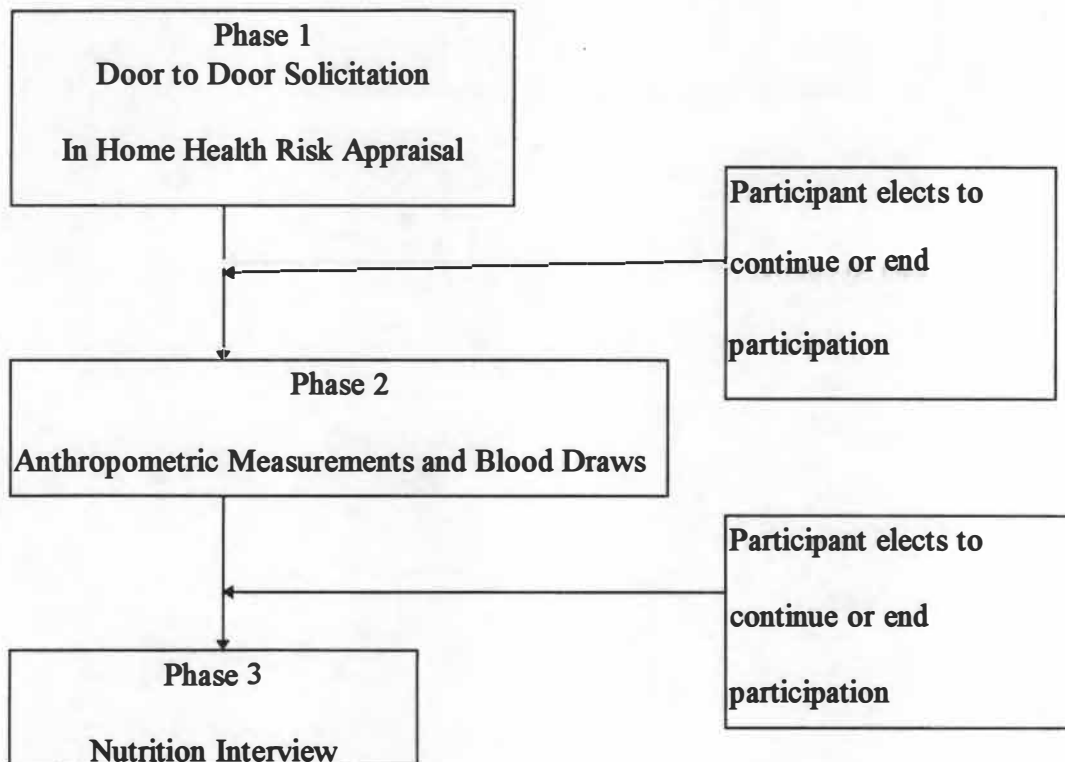 Phase 1
Door to Door Solicitation
In Home Health Risk Appraisal
Participant elects to
continue or end
participation
Phase 2
Anthropometric Measurements and Blood Draws
Participant elects to
continue or end
participation
Phase 3
Nutrition Interview